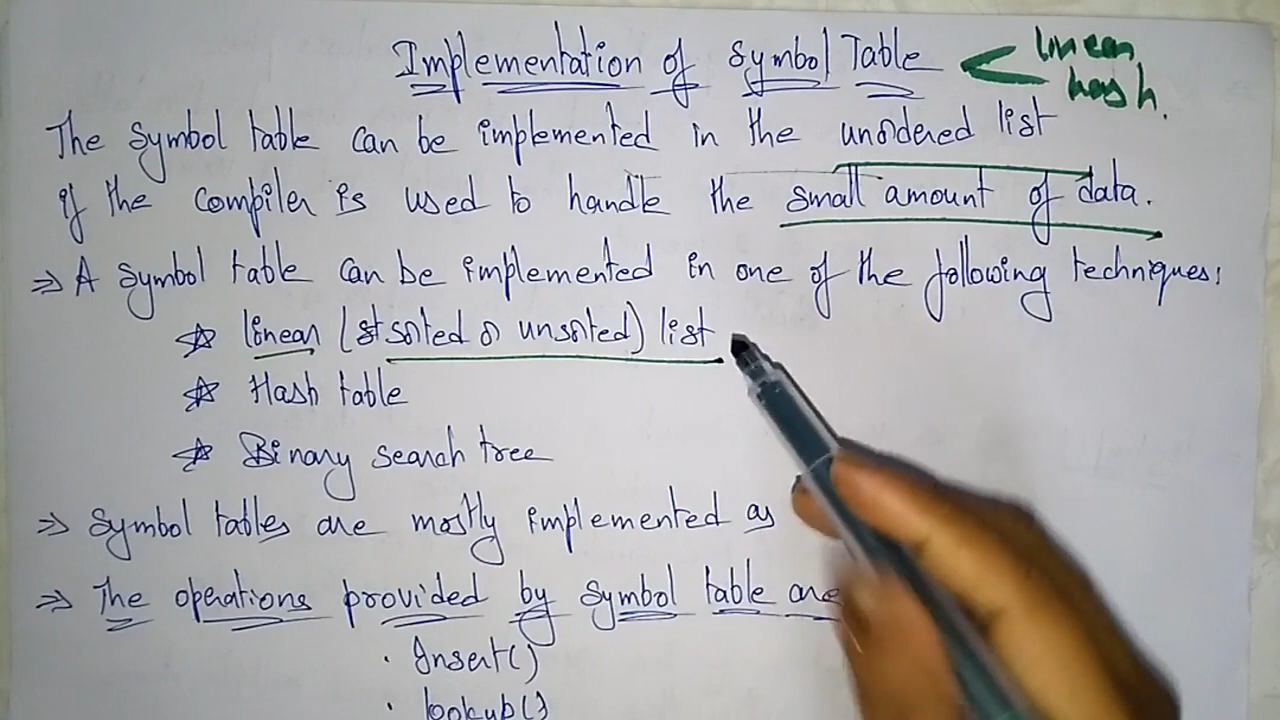 Implementation of Symbol Table
linear
hash.
The symbol table can be implemented in the unordered list
if the compiler is used to handle the small amount of data.
⇒ A symbol table can be implemented in one of the following techniques:
☆ linear (st sorted or unsorted) list
☆ Hash table
☆ Binary search tree
⇒ Symbol tables are mostly implemented as
⇒ The operations provided by symbol table are
· Insert()
· lookup()